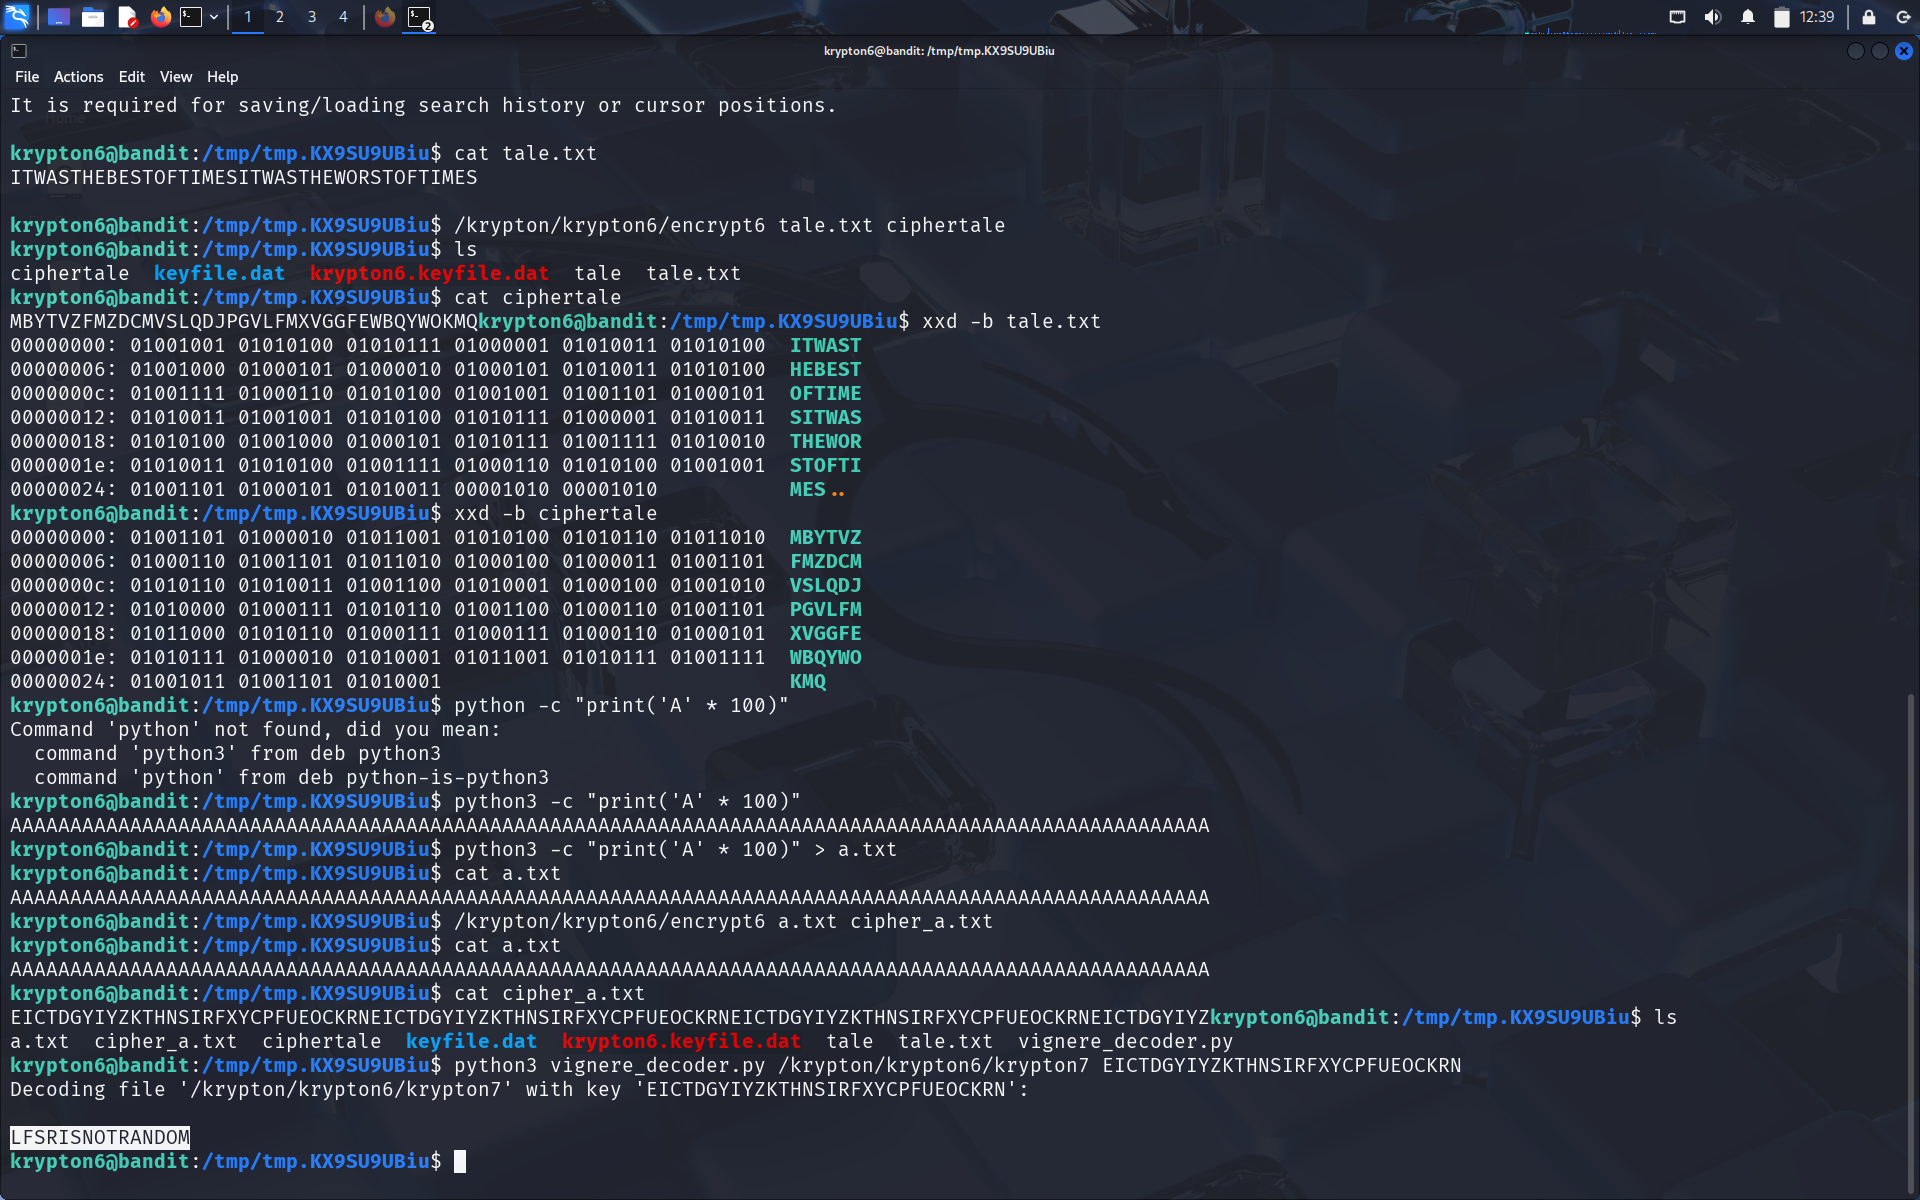 1 2 3 4
2
12:39
krypton6@bandit: /tmp/tmp.KX9SU9UBiu
File Actions Edit View Help
It is required for saving/loading search history or cursor positions.
Home
krypton6@bandit:/tmp/tmp.KX9SU9UBiu$ cat tale.txt
ITWASTHEBESTOFTIMESITWASTHEWORSTOFTIMES
krypton6@bandit:/tmp/tmp.KX9SU9UBiu$ /krypton/krypton6/encrypt6 tale.txt ciphertale
krypton6@bandit:/tmp/tmp.KX9SU9UBiu$ ls
ciphertale  keyfile.dat  krypton6.keyfile.dat  tale  tale.txt
krypton6@bandit:/tmp/tmp.KX9SU9UBiu$ cat ciphertale
MBYTVZFMZDCMVSLQDJPGVLFMXVGGFEWBQYWOKMQkrypton6@bandit:/tmp/tmp.KX9SU9UBiu$ xxd -b tale.txt
00000000: 01001001 01010100 01010111 01000001 01010011 01010100  ITWAST
00000006: 01001000 01000101 01000010 01000101 01010011 01010100  HEBEST
0000000c: 01001111 01000110 01010100 01001001 01001101 01000101  OFTIME
00000012: 01010011 01001001 01010100 01010111 01000001 01010011  SITWAS
00000018: 01010100 01001000 01000101 01010111 01001111 01010010  THEWOR
0000001e: 01010011 01010100 01001111 01000110 01010100 01001001  STOFTI
00000024: 01001101 01000101 01010011 00001010 00001010           MES..
krypton6@bandit:/tmp/tmp.KX9SU9UBiu$ xxd -b ciphertale
00000000: 01001101 01000010 01011001 01010100 01010110 01011010  MBYTVZ
00000006: 01000110 01001101 01011010 01000100 01000011 01001101  FMZDCM
0000000c: 01010110 01010011 01001100 01010001 01000100 01001010  VSLQDJ
00000012: 01010000 01000111 01010110 01001100 01000110 01001101  PGVLFM
00000018: 01011000 01010110 01000111 01000111 01000110 01000101  XVGGFE
0000001e: 01010111 01000010 01010001 01011001 01010111 01001111  WBQYWO
00000024: 01001011 01001101 01010001                             KMQ
krypton6@bandit:/tmp/tmp.KX9SU9UBiu$ python -c "print('A' * 100)"
Command 'python' not found, did you mean:
  command 'python3' from deb python3
  command 'python' from deb python-is-python3
krypton6@bandit:/tmp/tmp.KX9SU9UBiu$ python3 -c "print('A' * 100)"
AAAAAAAAAAAAAAAAAAAAAAAAAAAAAAAAAAAAAAAAAAAAAAAAAAAAAAAAAAAAAAAAAAAAAAAAAAAAAAAAAAAAAAAAAAAAAAAAAAAA
krypton6@bandit:/tmp/tmp.KX9SU9UBiu$ python3 -c "print('A' * 100)" > a.txt
krypton6@bandit:/tmp/tmp.KX9SU9UBiu$ cat a.txt
AAAAAAAAAAAAAAAAAAAAAAAAAAAAAAAAAAAAAAAAAAAAAAAAAAAAAAAAAAAAAAAAAAAAAAAAAAAAAAAAAAAAAAAAAAAAAAAAAAAA
krypton6@bandit:/tmp/tmp.KX9SU9UBiu$ /krypton/krypton6/encrypt6 a.txt cipher_a.txt
krypton6@bandit:/tmp/tmp.KX9SU9UBiu$ cat a.txt
AAAAAAAAAAAAAAAAAAAAAAAAAAAAAAAAAAAAAAAAAAAAAAAAAAAAAAAAAAAAAAAAAAAAAAAAAAAAAAAAAAAAAAAAAAAAAAAAAAAA
krypton6@bandit:/tmp/tmp.KX9SU9UBiu$ cat cipher_a.txt
EICTDGYIYZKTHNSIRFXYCPFUEOCKRNEICTDGYIYZKTHNSIRFXYCPFUEOCKRNEICTDGYIYZKTHNSIRFXYCPFUEOCKRNEICTDGYIYZkrypton6@bandit:/tmp/tmp.KX9SU9UBiu$ ls
a.txt  cipher_a.txt  ciphertale  keyfile.dat  krypton6.keyfile.dat  tale  tale.txt  vignere_decoder.py
krypton6@bandit:/tmp/tmp.KX9SU9UBiu$ python3 vignere_decoder.py /krypton/krypton6/krypton7 EICTDGYIYZKTHNSIRFXYCPFUEOCKRN
Decoding file '/krypton/krypton6/krypton7' with key 'EICTDGYIYZKTHNSIRFXYCPFUEOCKRN':
LFSRISNOTRANDOM
krypton6@bandit:/tmp/tmp.KX9SU9UBiu$